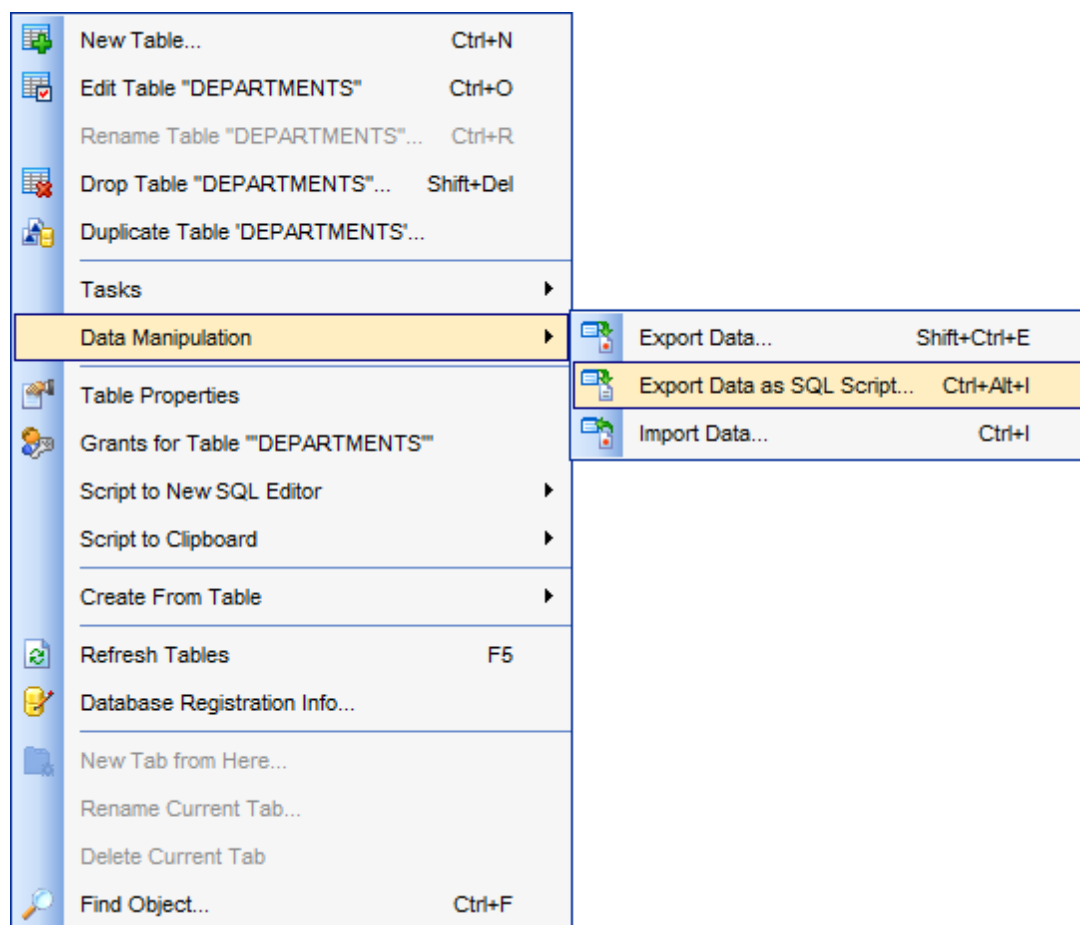 New Table... Ctrl+N
Edit Table "DEPARTMENTS" Ctrl+O
Rename Table "DEPARTMENTS"... Ctrl+R
Drop Table "DEPARTMENTS"... Shift+Del
Duplicate Table 'DEPARTMENTS'...
Tasks
Data Manipulation
Export Data... Shift+Ctrl+E
Export Data as SQL Script... Ctrl+Alt+I
Import Data... Ctrl+I
Table Properties
Grants for Table '"DEPARTMENTS"'
Script to New SQL Editor
Script to Clipboard
Create From Table
Refresh Tables F5
Database Registration Info...
New Tab from Here...
Rename Current Tab...
Delete Current Tab
Find Object... Ctrl+F